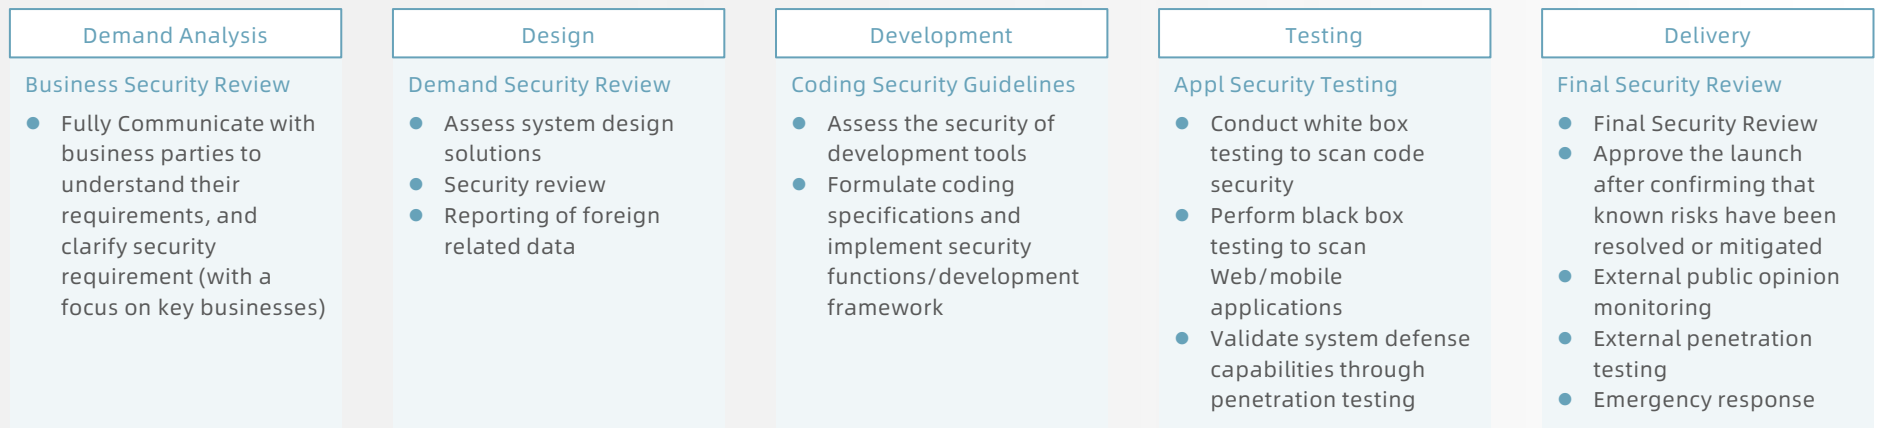 Demand Analysis
Business Security Review
● Fully Communicate with
business parties to
understand their
requirements, and
clarify security
requirement (with a
focus on key businesses)
Design
Demand Security Review
● Assess system design
solutions
● Security review
● Reporting of foreign
related data
Development
Coding Security Guidelines
● Assess the security of
development tools
● Formulate coding
specifications and
implement security
functions/development
framework
Testing
Appl Security Testing
● Conduct white box
testing to scan code
security
● Perform black box
testing to scan
Web/mobile
applications
● Validate system defense
capabilities through
penetration testing
Delivery
Final Security Review
● Final Security Review
● Approve the launch
after confirming that
known risks have been
resolved or mitigated
● External public opinion
monitoring
● External penetration
testing
● Emergency response